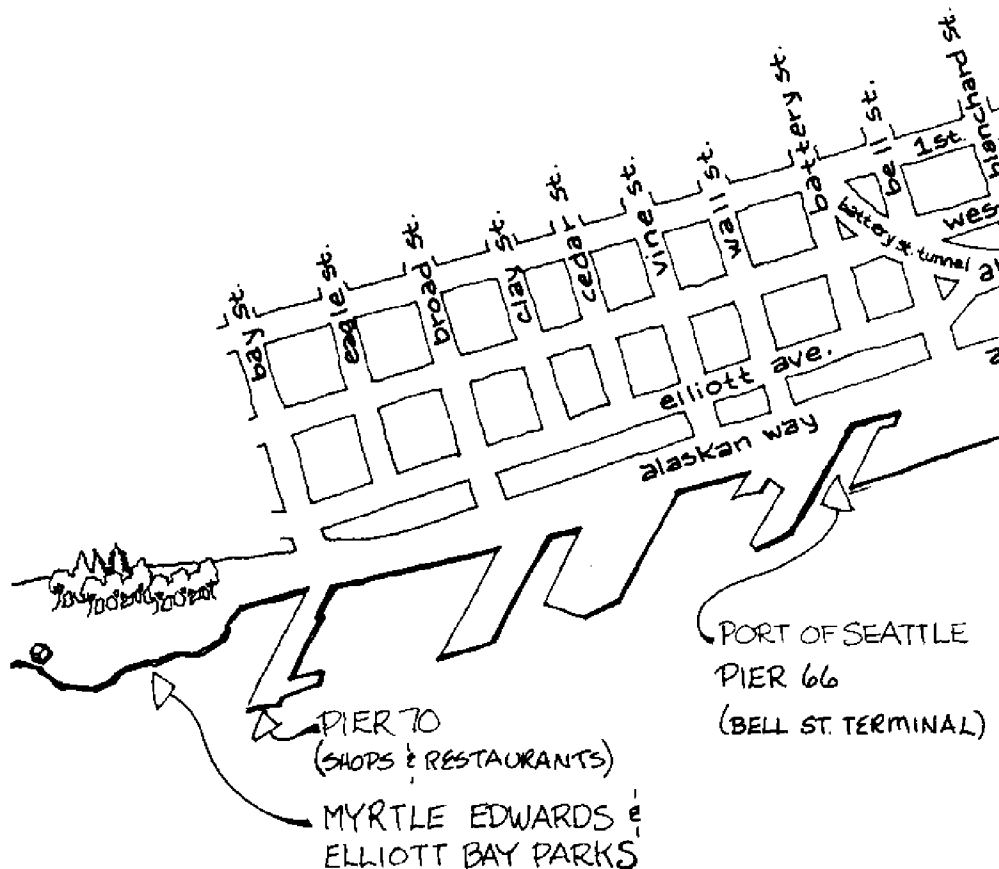 bay st.
eagle st.
broad st.
clay st.
cedar st.
vine st.
wall st.
battery st.
bell st.
blanchard st.
1st.
battery st. tunnel
elliott ave.
alaskan way
PORT OF SEATTLE
PIER 66
(BELL ST. TERMINAL)
PIER 70
(SHOPS & RESTAURANTS)
MYRTLE EDWARDS &
ELLIOTT BAY PARKS